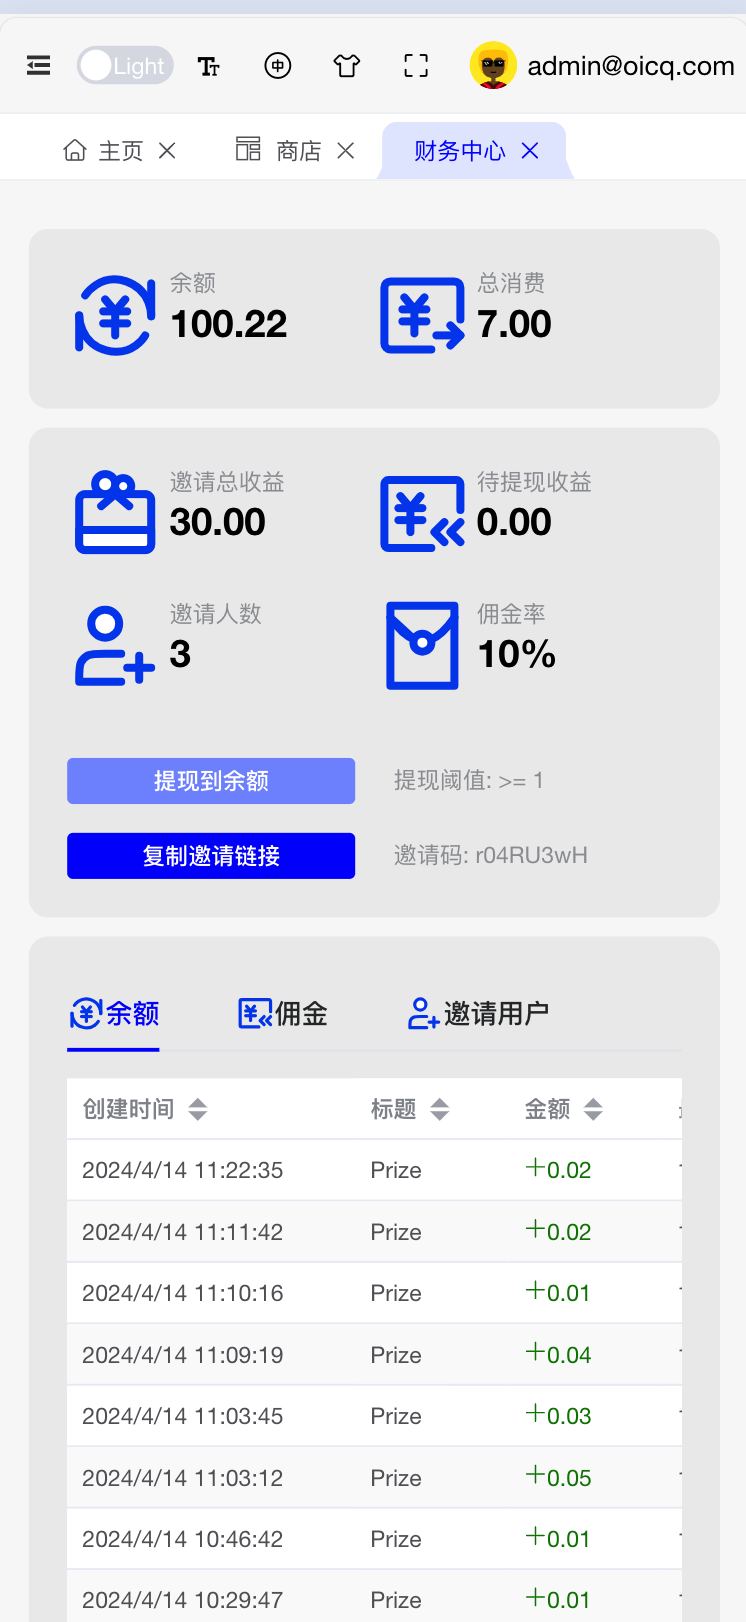 Light
admin@oicq.com
主页
商店
财务中心
余额
100.22
总消费
7.00
邀请总收益
30.00
待提现收益
0.00
邀请人数
3
佣金率
10%
提现到余额
提现阈值: >= 1
复制邀请链接
邀请码: r04RU3wH
余额
佣金
邀请用户
创建时间 标题 金额
2024/4/14 11:22:35 Prize +0.02
2024/4/14 11:11:42 Prize +0.02
2024/4/14 11:10:16 Prize +0.01
2024/4/14 11:09:19 Prize +0.04
2024/4/14 11:03:45 Prize +0.03
2024/4/14 11:03:12 Prize +0.05
2024/4/14 10:46:42 Prize +0.01
2024/4/14 10:29:47 Prize +0.01